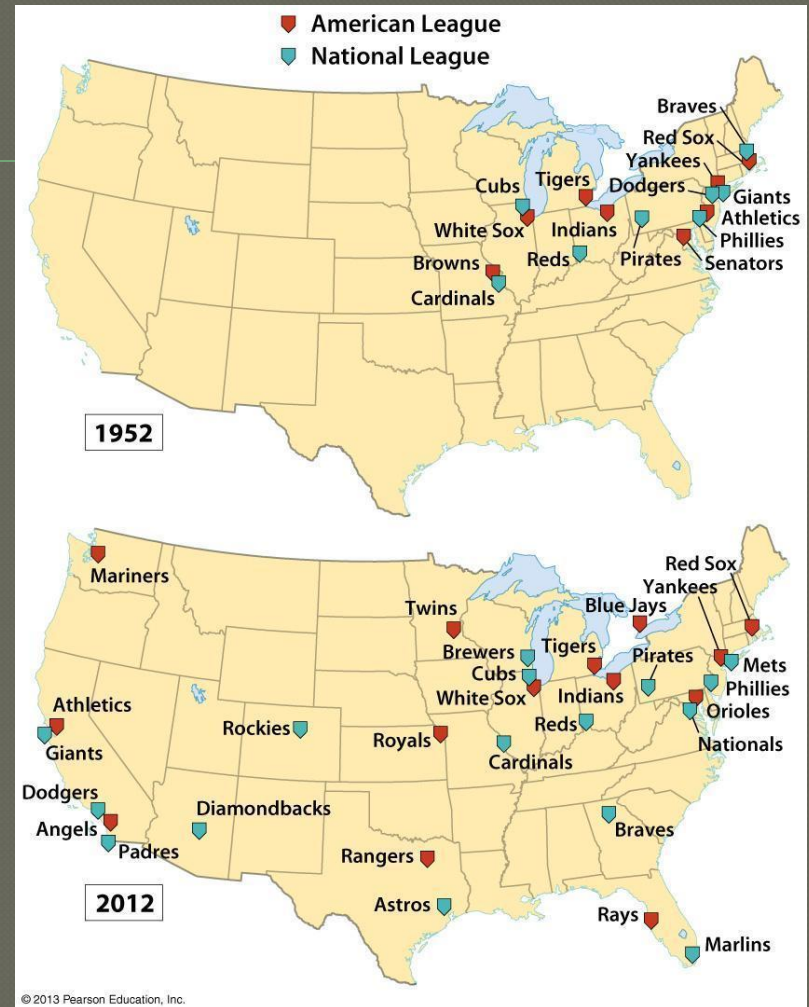 American League
National League
Braves
Red Sox
Yankees
Cubs
Tigers
Dodgers
Giants
White Sox
Indians
Athletics
Phillies
Browns
Reds
Pirates
Senators
Cardinals
1952
Red Sox
Yankees
Mariners
Twins
Blue Jays
Brewers
Tigers
Pirates
Mets
Cubs
Phillies
White Sox
Indians
Orioles
Athletics
Rockies
Royals
Reds
Nationals
Giants
Cardinals
Dodgers
Diamondbacks
Angels
Braves
Padres
Rangers
2012
Astros
Rays
Marlins
© 2013 Pearson Education, Inc.